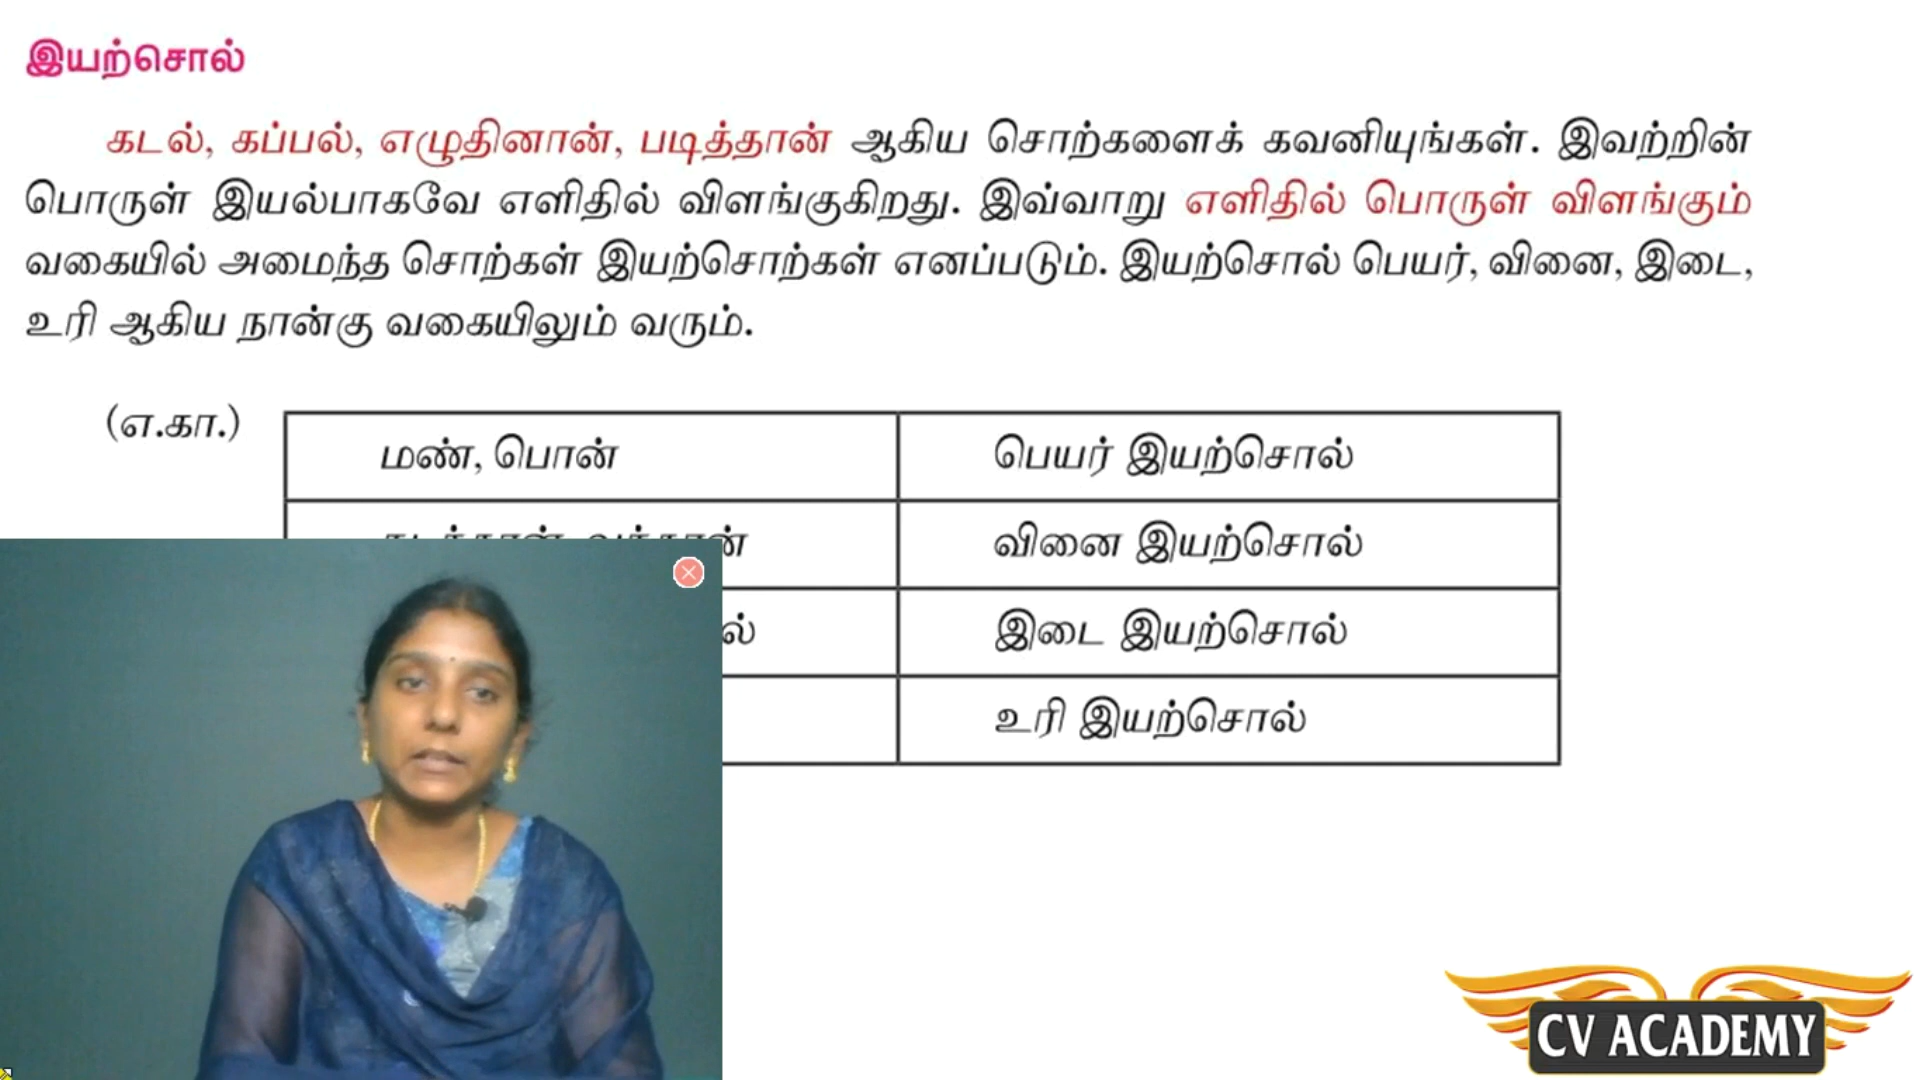 இயற்சொல்
கடல், கப்பல், எழுதினான், படித்தான் ஆகிய சொற்களைக் கவனியுங்கள். இவற்றின்
பொருள் இயல்பாகவே எளிதில் விளங்குகிறது. இவ்வாறு எளிதில் பொருள் விளங்கும்
வகையில் அமைந்த சொற்கள் இயற்சொற்கள் எனப்படும். இயற்சொல் பெயர், வினை, இடை,
உரி ஆகிய நான்கு வகையிலும் வரும்.
(எ.கா.) மண், பொன் பெயர் இயற்சொல்
வினை இயற்சொல்
இடை இயற்சொல்
உரி இயற்சொல்
CV ACADEMY